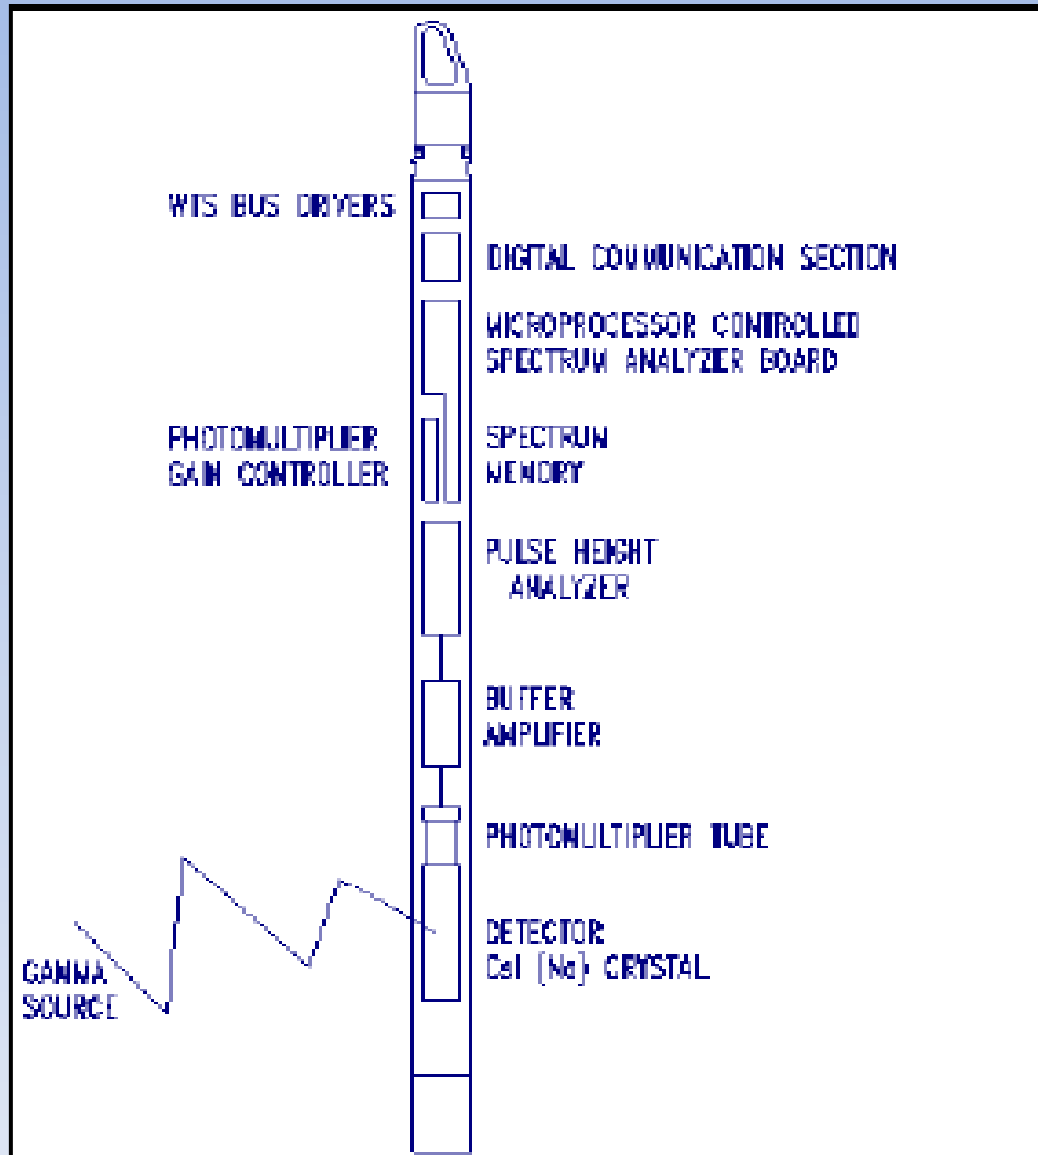 WTS BUS DRIVERS
DIGITAL COMMUNICATION SECTION
MICROPROCESSOR CONTROLLED
SPECTRUM ANALYZER BOARD
PHOTOMULTIPLIER
GAIN CONTROLLER
SPECTRUM
MEMORY
PULSE HEIGHT
ANALYZER
BUFFER
AMPLIFIER
PHOTOMULTIPLIER TUBE
DETECTOR
CsI (Na) CRYSTAL
GAMMA
SOURCE